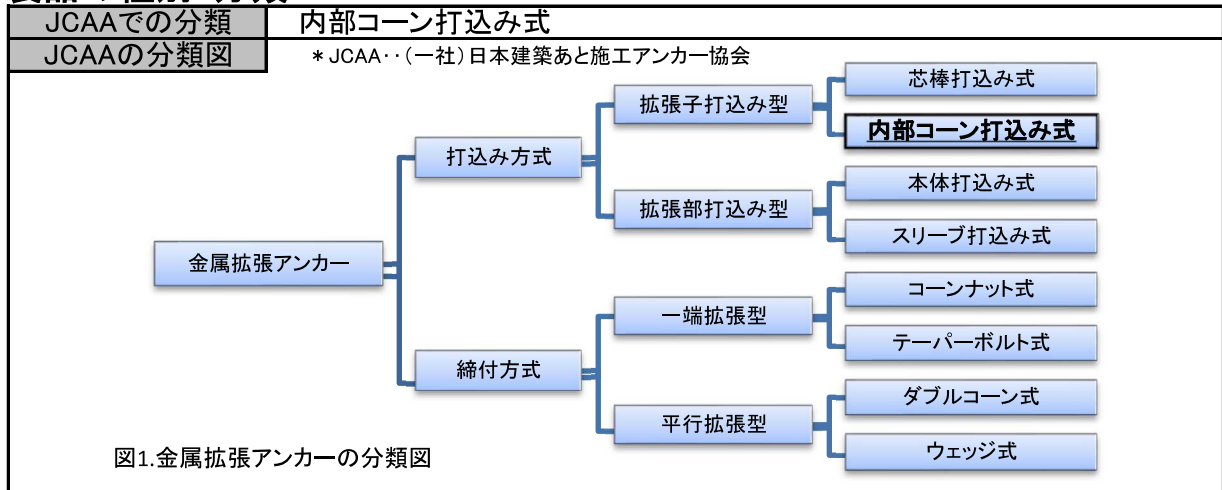 JCAAでの分類 内部コーン打込み式
JCAAの分類図 *JCAA‥(一社)日本建築あと施工アンカー協会
芯棒打込み式
拡張子打込み型
内部コーン打込み式
打込み方式
本体打込み式
拡張部打込み型
スリーブ打込み式
金属拡張アンカー
コーンナット式
一端拡張型
テーパーボルト式
締付方式
ダブルコーン式
平行拡張型
ウェッジ式
図1.金属拡張アンカーの分類図